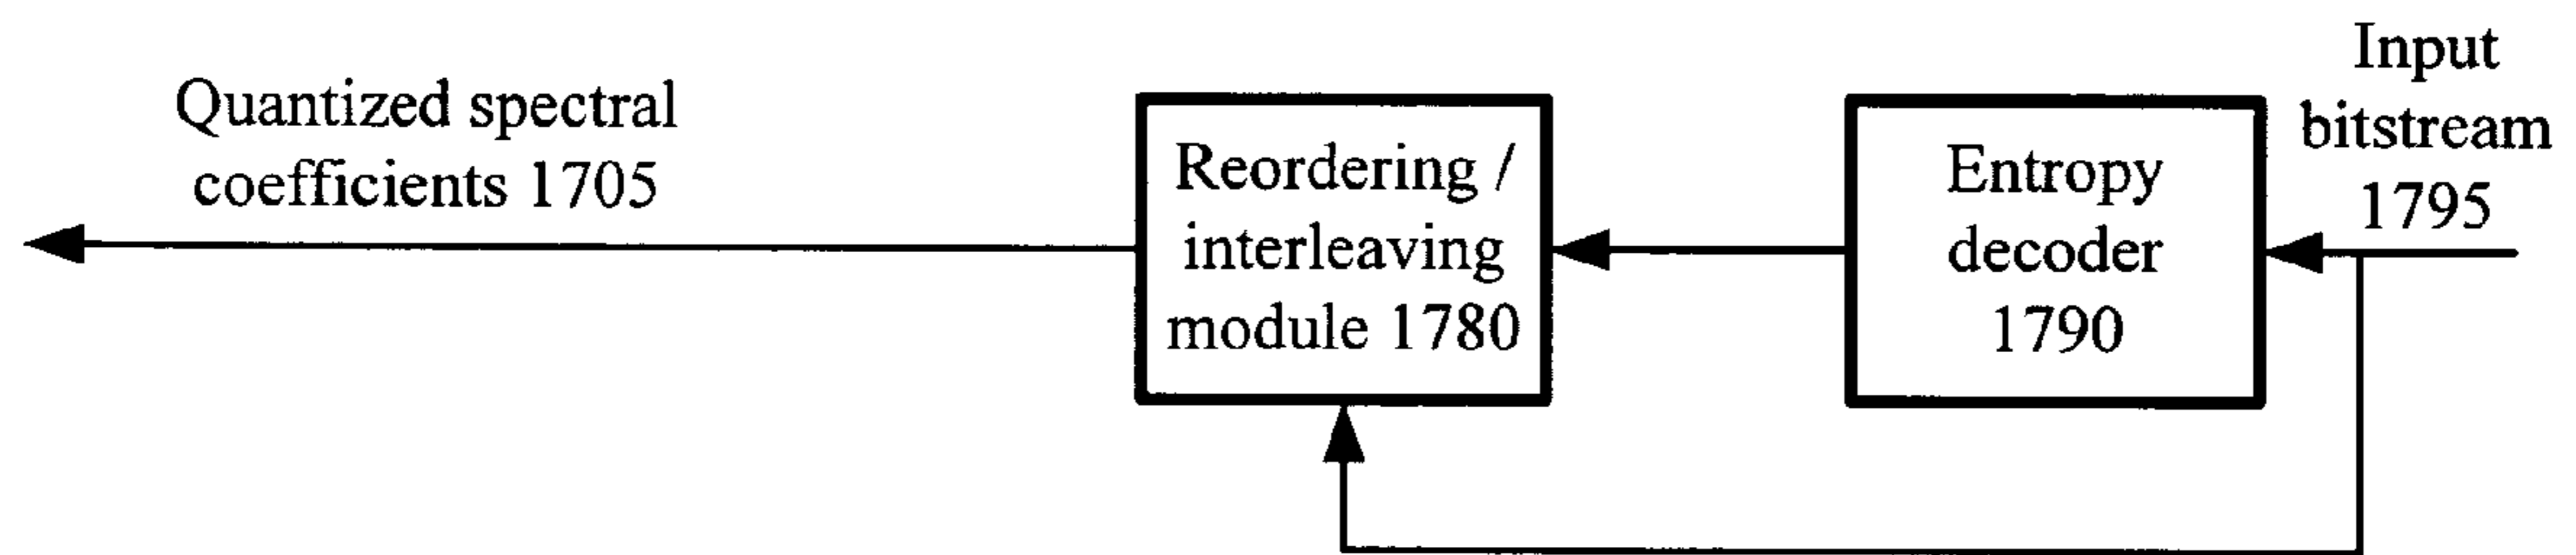 Quantized spectral
coefficients 1705
Reordering /
interleaving
module 1780
Entropy
decoder
1790
Input
bitstream
1795